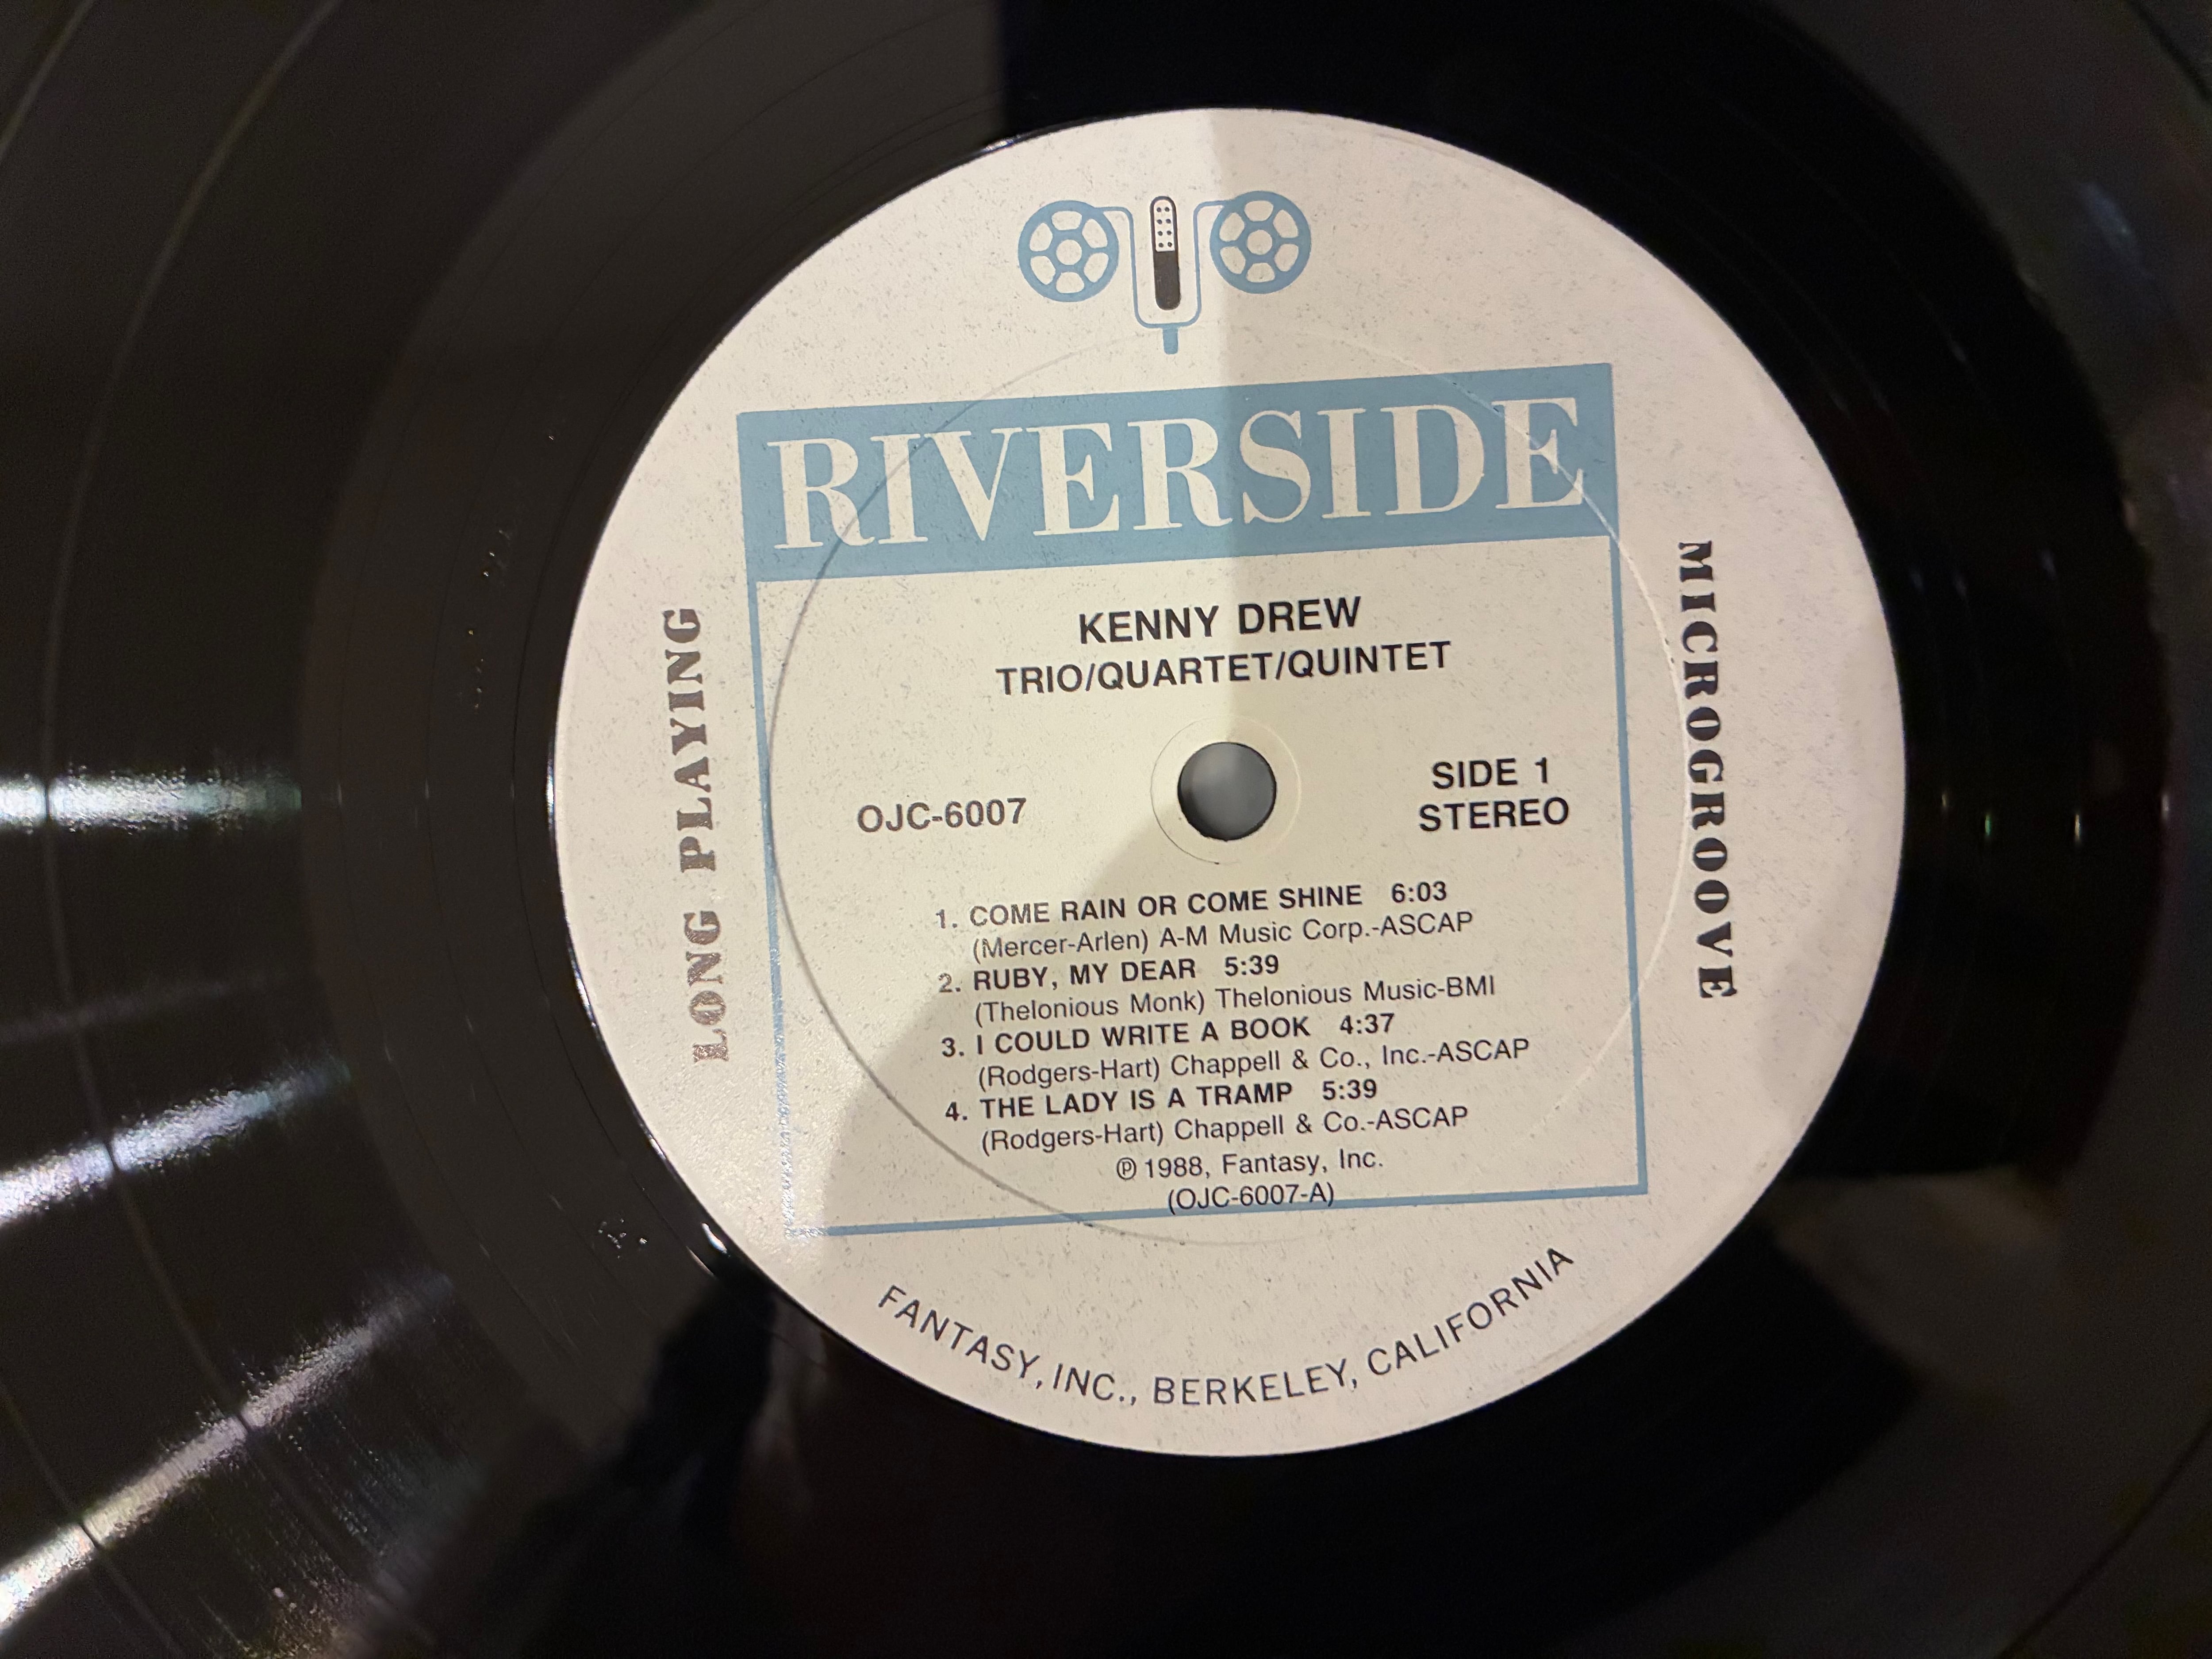 RIVERSIDE
KENNY DREW
TRIO/QUARTET/QUINTET
OJC-6007
SIDE 1
STEREO
1. COME RAIN OR COME SHINE 6:03
(Mercer-Arlen) A-M Music Corp.-ASCAP
2. RUBY, MY DEAR 5:39
(Thelonious Monk) Thelonious Music-BMI
3. I COULD WRITE A BOOK 4:37
(Rodgers-Hart) Chappell & Co., Inc.-ASCAP
4. THE LADY IS A TRAMP 5:39
(Rodgers-Hart) Chappell & Co.-ASCAP
℗ 1988, Fantasy, Inc.
(OJC-6007-A)
LONG PLAYING
MICROGROOVE
FANTASY, INC., BERKELEY, CALIFORNIA